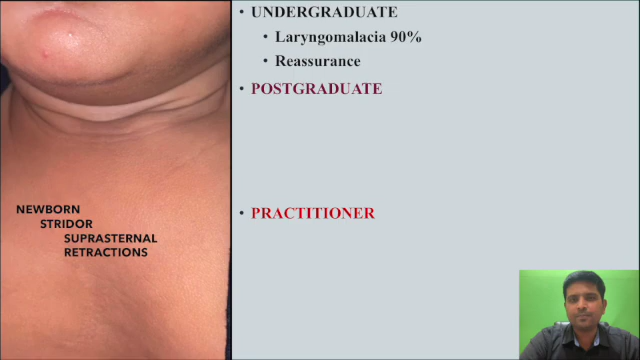 NEWBORN
STRIDOR
SUPRASTERNAL
RETRACTIONS
• UNDERGRADUATE
• Laryngomalacia 90%
• Reassurance
• POSTGRADUATE
• PRACTITIONER